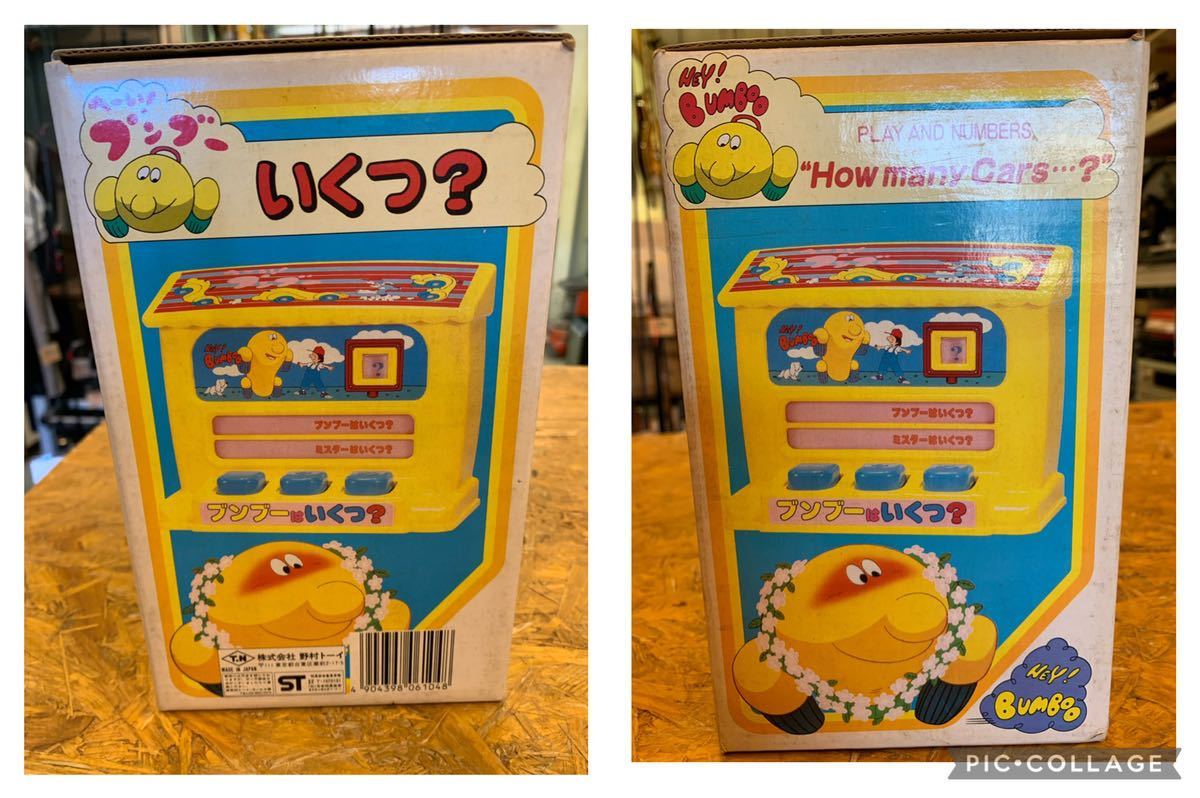 へーい!
ブンブー
いくつ?
HEY!
BUMBOO
ブンブーはいくつ?
ミスターはいくつ?
ブンブーはいくつ?
T.N
MADE IN JAPAN
株式会社 野村トーイ
ST
4 904398 061048
HEY!
BUMBOO
PLAY AND NUMBERS
"How many Cars…?"
HEY!
BUMBOO
ブンブーはいくつ?
ミスターはいくつ?
ブンブーはいくつ?
HEY!
BUMBOO
PIC•COLLAGE